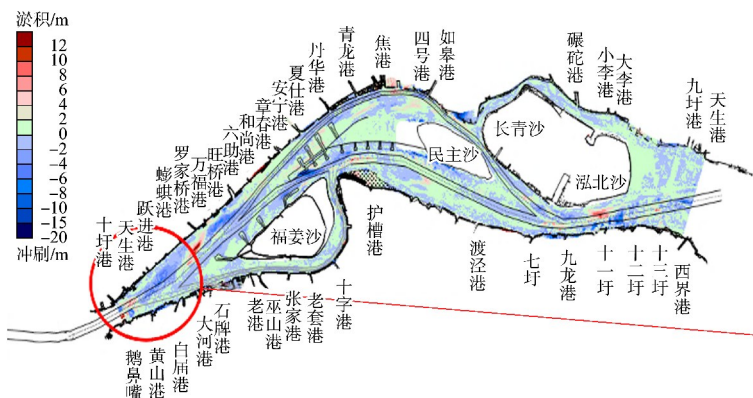 淤积/m
12
10
8
6
4
2
0
−2
−4
−6
−8
−10
−15
−20
冲刷/m
十圩港
天生港
跃进港
蟛蜞港
罗家桥港
万福港
旺桥港
六助港
和尚港
章春港
安宁港
夏仕港
丹华港
青龙港
焦港
四号港
如皋港
碾砣港
小李港
大李港
九圩港
天生港
长青沙
民主沙
泓北沙
福姜沙
鹅鼻嘴
黄山港
白屈港
大河港
石牌港
老港
巫山港
张家港
老套港
十字港
护槽港
渡泾港
七圩
九龙港
十一圩
十二圩
十三圩
西界港